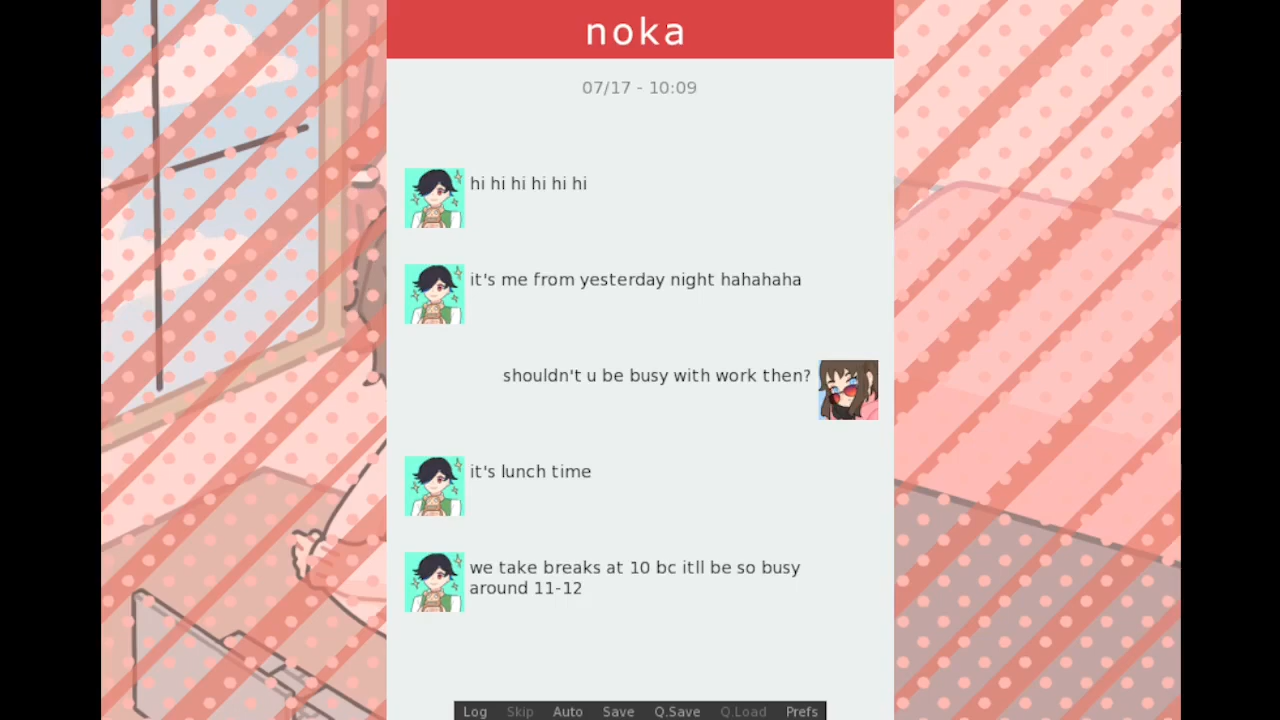 noka
07/17 - 10:09
hi hi hi hi hi hi
it's me from yesterday night hahahaha
shouldn't u be busy with work then?
it's lunch time
we take breaks at 10 bc itll be so busy
around 11-12
Log Skip Auto Save Q.Save Q.Load Prefs